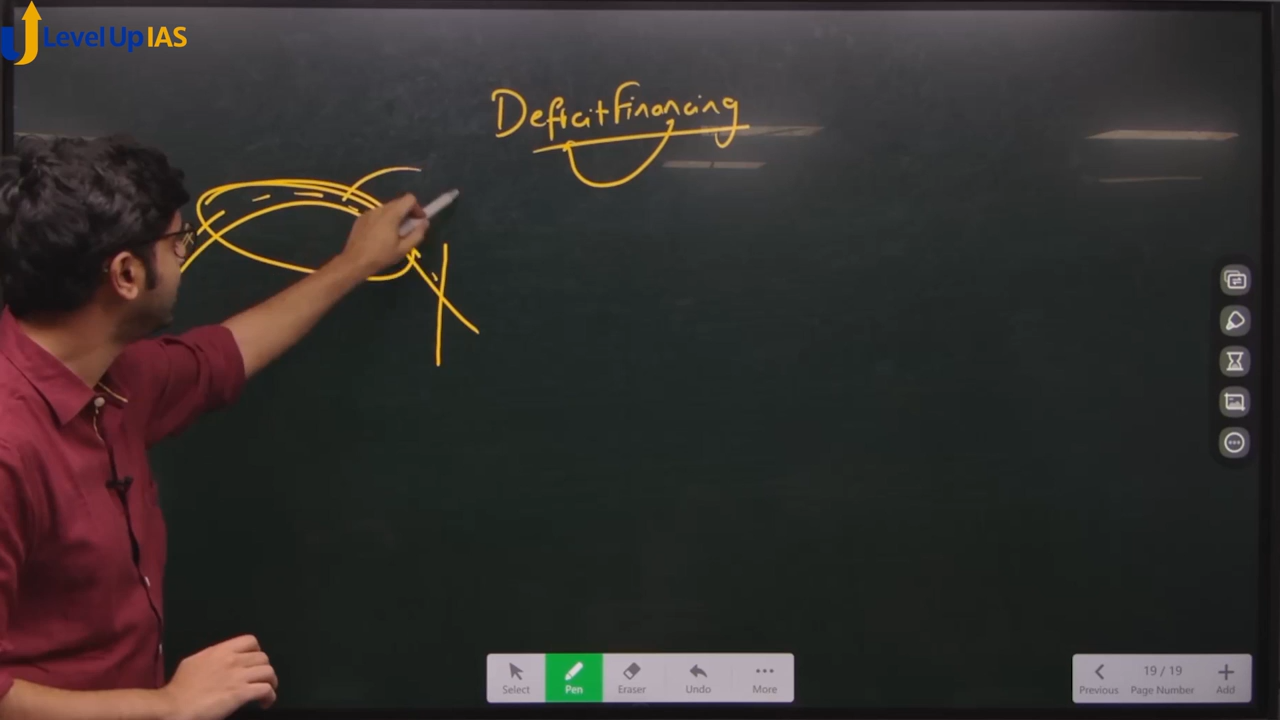 Level Up IAS
Deficit Financing
Select
Pen
Eraser
Undo
More
Previous
19 / 19
Page Number
Add